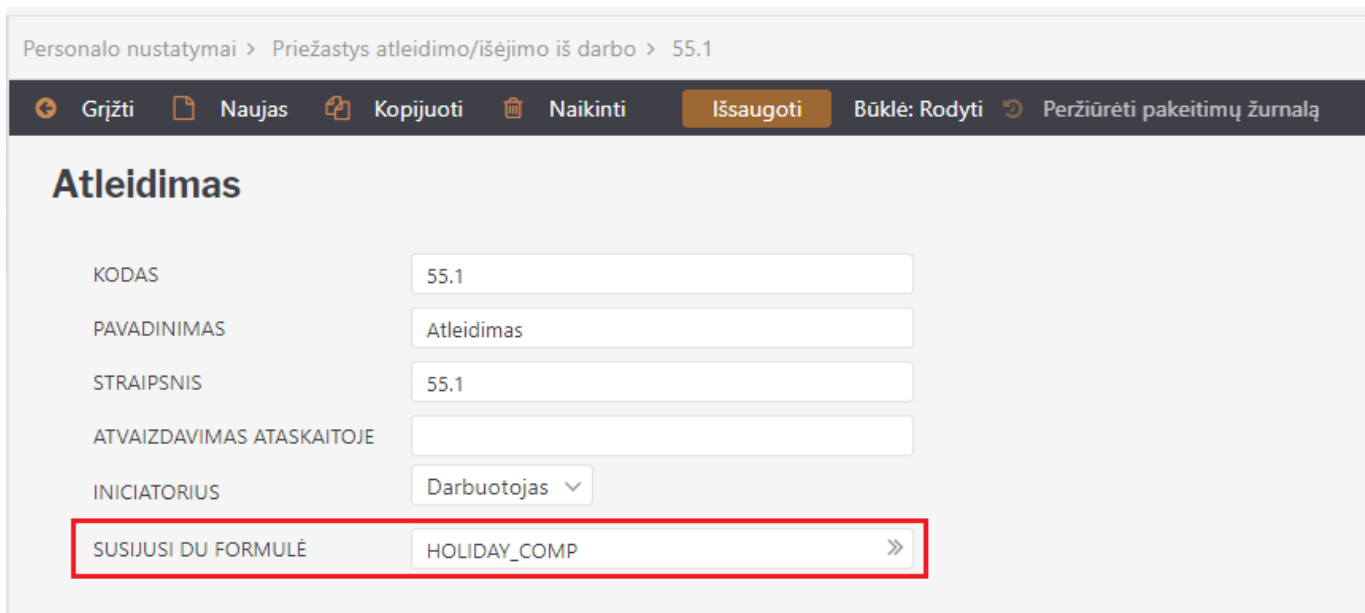 Personalo nustatymai > Priežastys atleidimo/išėjimo iš darbo > 55.1
Grįžti Naujas Kopijuoti Naikinti Išsaugoti Būklė: Rodyti Peržiūrėti pakeitimų žurnalą
Atleidimas
KODAS 55.1
PAVADINIMAS Atleidimas
STRAIPSNIS 55.1
ATVAIZDAVIMAS ATASKAITOJE
INICIATORIUS Darbuotojas
SUSIJUSI DU FORMULĖ HOLIDAY_COMP